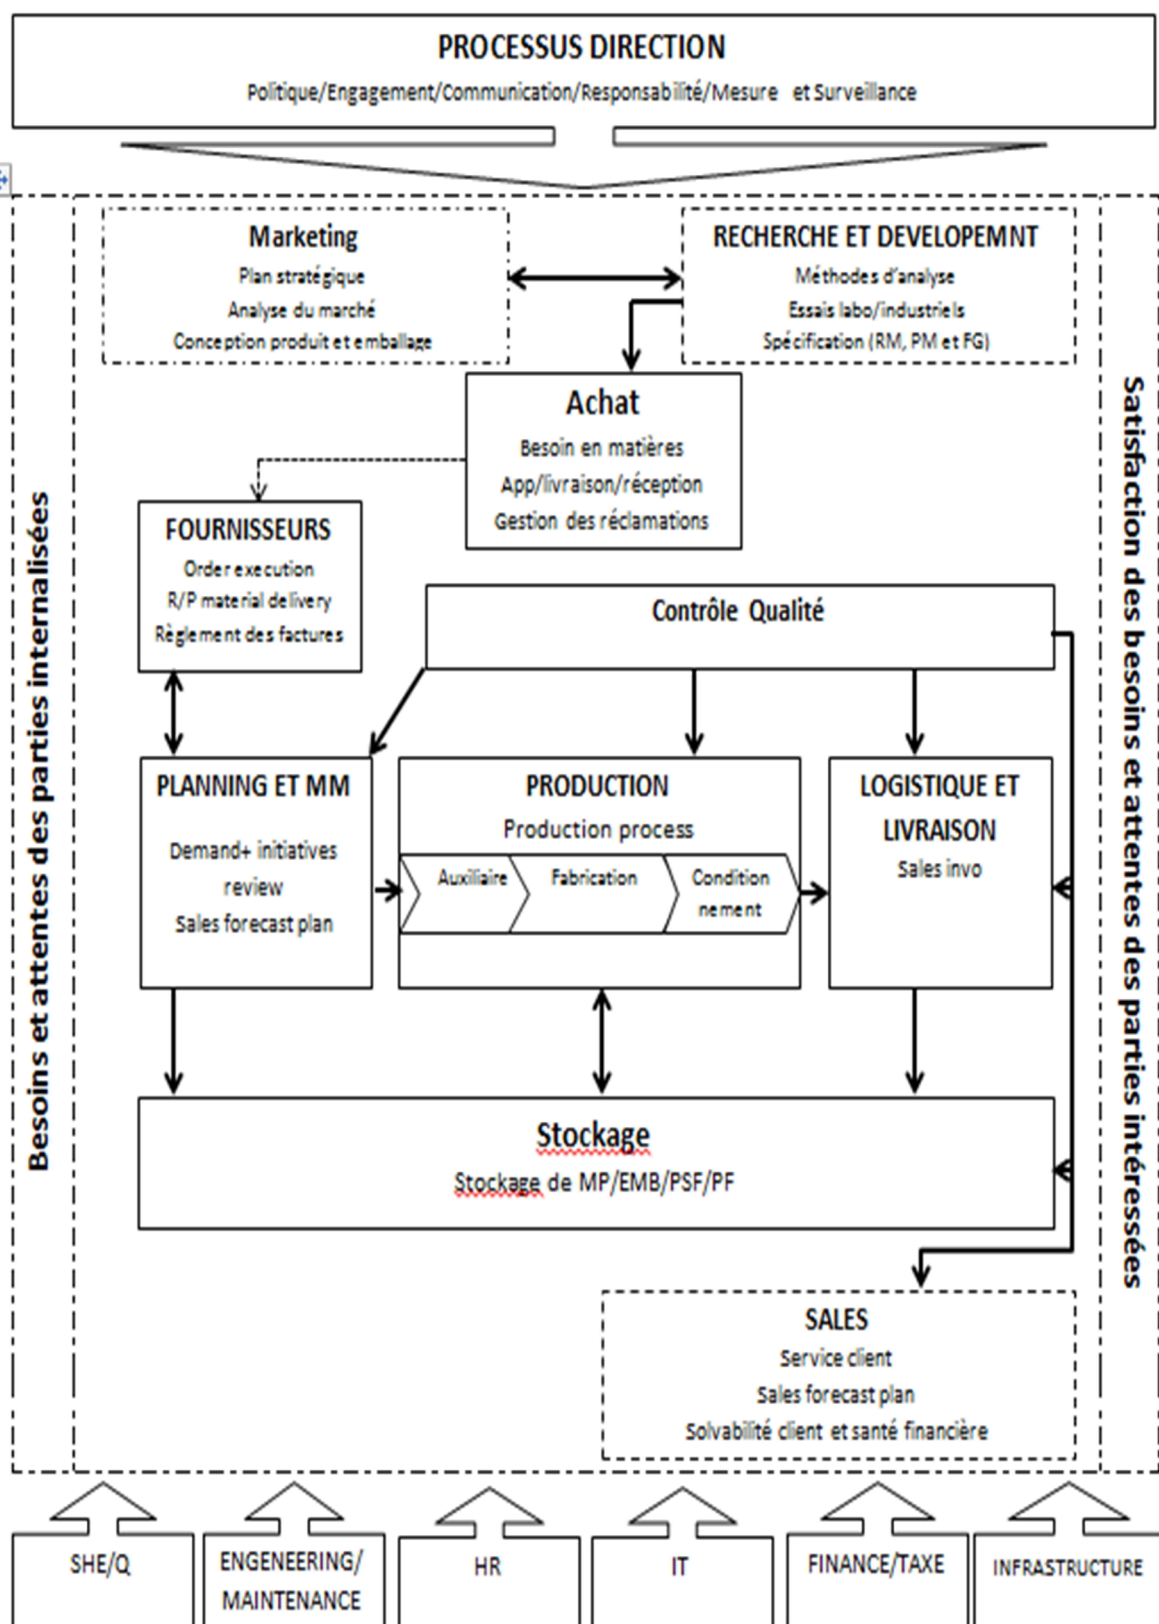 PROCESSUS DIRECTION
Politique/Engagement/Communication/Responsabilité/Mesure et Surveillance
Besoins et attentes des parties internalisées
Marketing
Plan stratégique
Analyse du marché
Conception produit et emballage
RECHERCHE ET DEVELOPEMNT
Méthodes d'analyse
Essais labo/industriels
Spécification (RM, PM et FG)
Achat
Besoin en matières
App/livraison/réception
Gestion des réclamations
FOURNISSEURS
Order execution
R/P material delivery
Règlement des factures
Contrôle Qualité
PLANNING ET MM
Demand+ initiatives
review
Sales forecast plan
PRODUCTION
Production process
Auxiliaire
Fabrication
Condition
nement
LOGISTIQUE ET
LIVRAISON
Sales invo
Stockage
Stockage de MP/EMB/PSF/PF
SALES
Service client
Sales forecast plan
Solvabilité client et santé financière
Satisfaction des besoins et attentes des parties intéressées
SHE/Q
ENGENEERING/
MAINTENANCE
HR
IT
FINANCE/TAXE
INFRASTRUCTURE